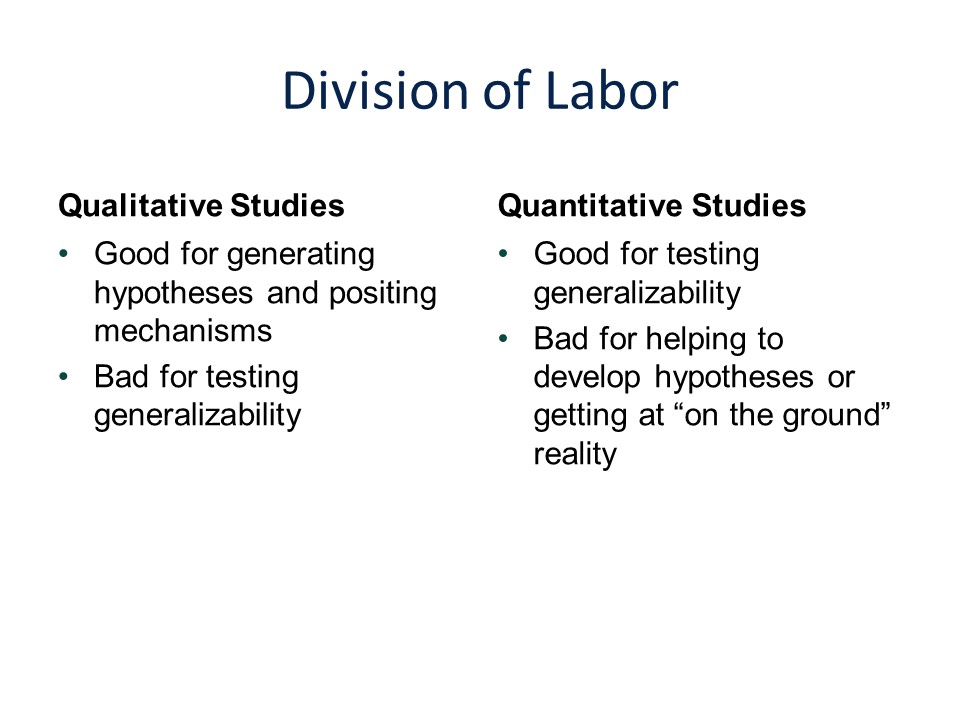 Division of Labor
Qualitative Studies
• Good for generating
hypotheses and positing
mechanisms
• Bad for testing
generalizability
Quantitative Studies
• Good for testing
generalizability
• Bad for helping to
develop hypotheses or
getting at “on the ground”
reality